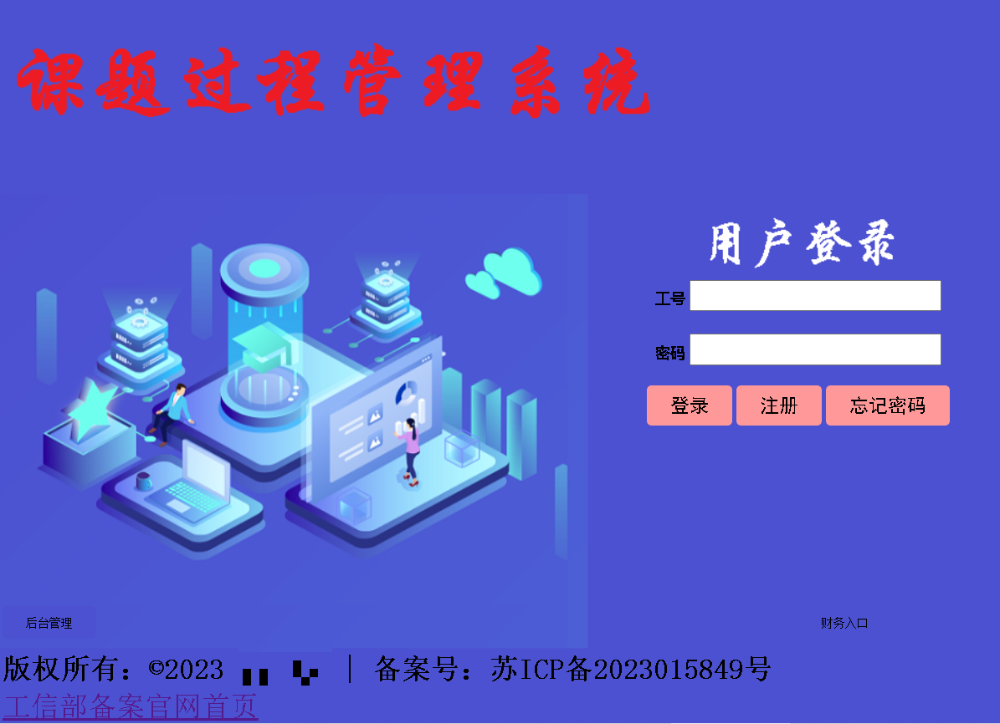 课题过程管理系统
用户登录
工号
密码
登录 注册 忘记密码
后台管理 财务入口
版权所有：©2023 | 备案号：苏ICP备2023015849号
工信部备案官网首页